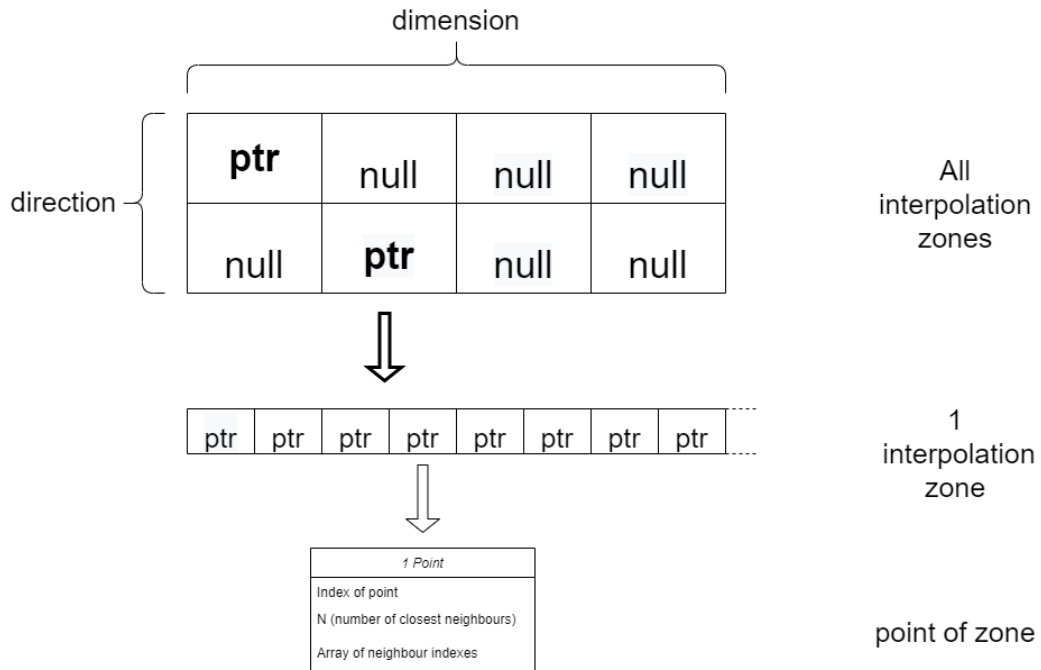 dimension
direction
ptr null null null
null ptr null null
All
interpolation
zones
ptr ptr ptr ptr ptr ptr ptr ptr
1
interpolation
zone
1 Point
Index of point
N (number of closest neighbours)
Array of neighbour indexes
point of zone